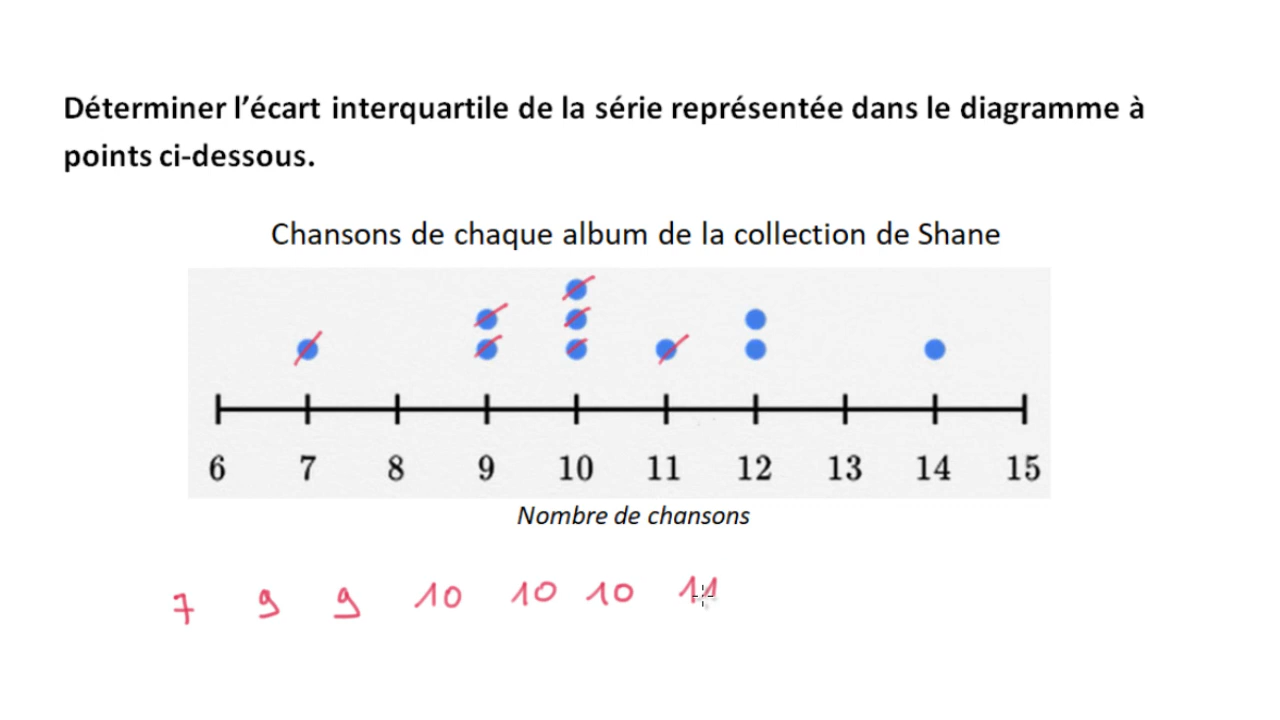 Déterminer l’écart interquartile de la série représentée dans le diagramme à
points ci-dessous.
Chansons de chaque album de la collection de Shane
6 7 8 9 10 11 12 13 14 15
Nombre de chansons
7 9 9 10 10 10 11